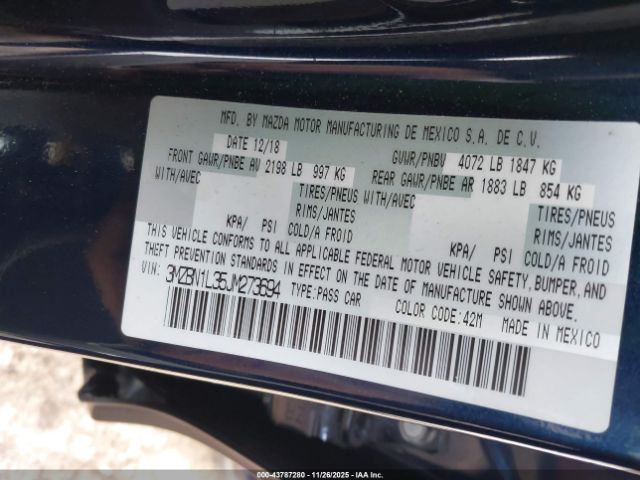 MFD. BY MAZDA MOTOR MANUFACTURING DE MEXICO S.A. DE C.V.
DATE 12/18 GVWR/PNBV 4072 LB 1847 KG
FRONT GAWR/PNBE AV 2198 LB 997 KG REAR GAWR/PNBE AR 1883 LB 854 KG
WITH/AVEC TIRES/PNEUS WITH/AVEC TIRES/PNEUS
RIMS/JANTES RIMS/JANTES
KPA/ PSI COLD/A FROID KPA/ PSI COLD/A FROID
THIS VEHICLE CONFORMS TO ALL APPLICABLE FEDERAL MOTOR VEHICLE SAFETY, BUMPER, AND
THEFT PREVENTION STANDARDS IN EFFECT ON THE DATE OF MANUFACTURE SHOWN ABOVE.
VIN: 3MZBN1L35JM273694 TYPE:PASS CAR COLOR CODE:42M MADE IN MEXICO
000-43787280 - 11/26/2025 - IAAI.COM